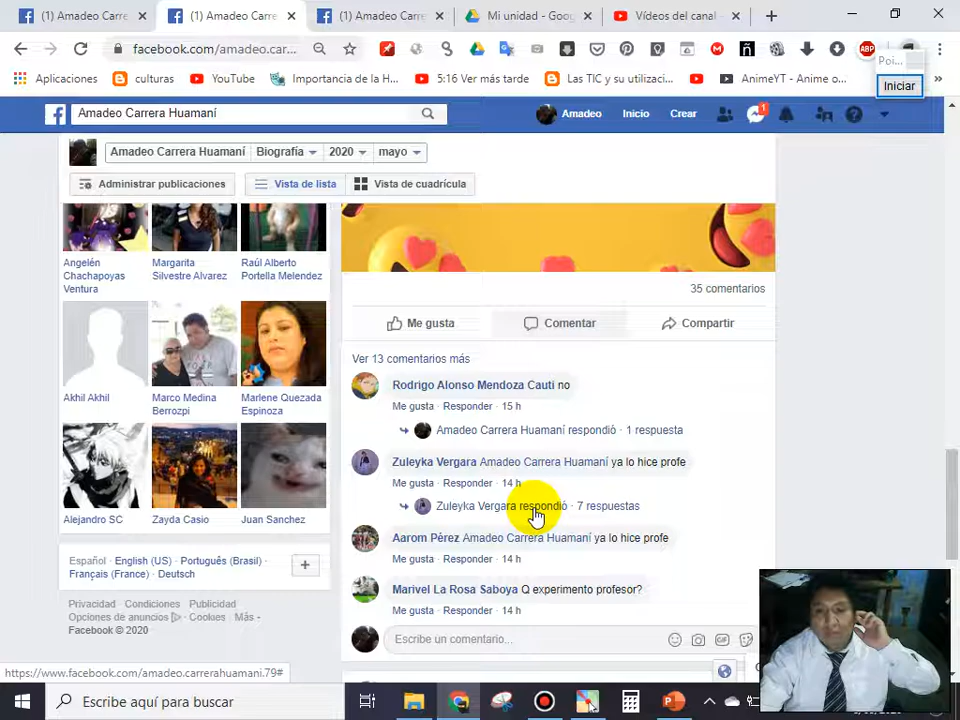 (1) Amadeo Carre
(1) Amadeo Carre
(1) Amadeo Carre
Mi unidad - Goog
Vídeos del canal -
facebook.com/amadeo.car...
Aplicaciones
culturas
YouTube
Importancia de la H...
5:16 Ver más tarde
Las TIC y su utilizaci...
AnimeYT - Anime o...
»
Poi...
Iniciar
Amadeo Carrera Huamaní
Amadeo
Inicio
Crear
1
Amadeo Carrera Huamaní
Biografía
2020
mayo
Administrar publicaciones
Vista de lista
Vista de cuadrícula
Angelén Chachapoyas Ventura
Margarita Silvestre Alvarez
Raúl Alberto Portella Melendez
Akhil Akhil
Marco Medina Berrozpi
Marlene Quezada Espinoza
Alejandro SC
Zayda Casio
Juan Sanchez
Español · English (US) · Português (Brasil) ·
Français (France) · Deutsch
Privacidad · Condiciones · Publicidad
Opciones de anuncios · Cookies · Más
Facebook © 2020
35 comentarios
Me gusta
Comentar
Compartir
Ver 13 comentarios más
Rodrigo Alonso Mendoza Cauti no
Me gusta · Responder · 15 h
Amadeo Carrera Huamaní respondió · 1 respuesta
Zuleyka Vergara Amadeo Carrera Huamaní ya lo hice profe
Me gusta · Responder · 14 h
Zuleyka Vergara respondió · 7 respuestas
Aarom Pérez Amadeo Carrera Huamaní ya lo hice profe
Me gusta · Responder · 14 h
Marivel La Rosa Saboya Q experimento profesor?
Me gusta · Responder · 14 h
Escribe un comentario...
GIF
https://www.facebook.com/amadeo.carrerahuamani.79#
Escribe aquí para buscar